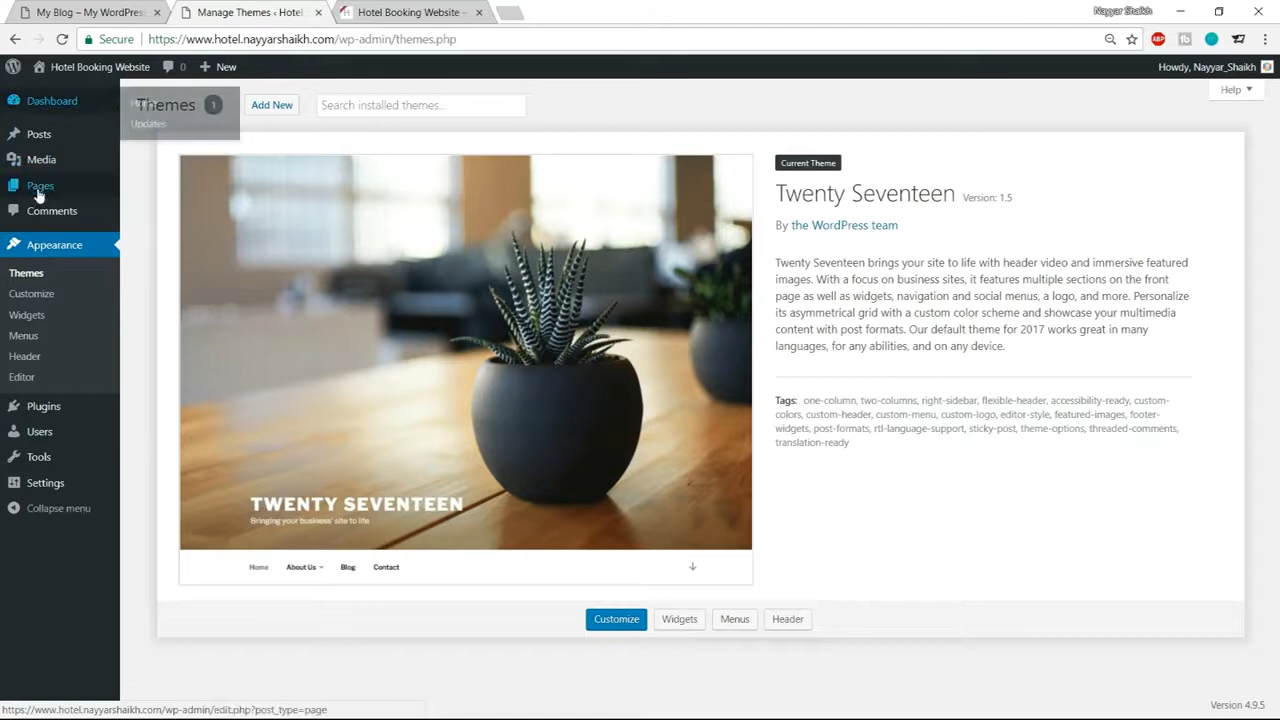 My Blog – My WordPress
Manage Themes ‹ Hotel
Hotel Booking Website –
Nayyar Shaikh
Secure
https://www.hotel.nayyarshaikh.com/wp-admin/themes.php
Hotel Booking Website
0
New
Howdy, Nayyar_Shaikh
Dashboard
Updates
Posts
Media
Pages
Comments
Appearance
Themes
Customize
Widgets
Menus
Header
Editor
Plugins
Users
Tools
Settings
Collapse menu
Themes 1
Add New
Search installed themes...
Help
TWENTY SEVENTEEN
Bringing your business' site to life
Home
About Us
Blog
Contact
Current Theme
Twenty Seventeen Version: 1.5
By the WordPress team
Twenty Seventeen brings your site to life with header video and immersive featured
images. With a focus on business sites, it features multiple sections on the front
page as well as widgets, navigation and social menus, a logo, and more. Personalize
its asymmetrical grid with a custom color scheme and showcase your multimedia
content with post formats. Our default theme for 2017 works great in many
languages, for any abilities, and on any device.
Tags: one-column, two-columns, right-sidebar, flexible-header, accessibility-ready, custom-
colors, custom-header, custom-menu, custom-logo, editor-style, featured-images, footer-
widgets, post-formats, rtl-language-support, sticky-post, theme-options, threaded-comments,
translation-ready
Customize
Widgets
Menus
Header
https://www.hotel.nayyarshaikh.com/wp-admin/edit.php?post_type=page
Version 4.9.5